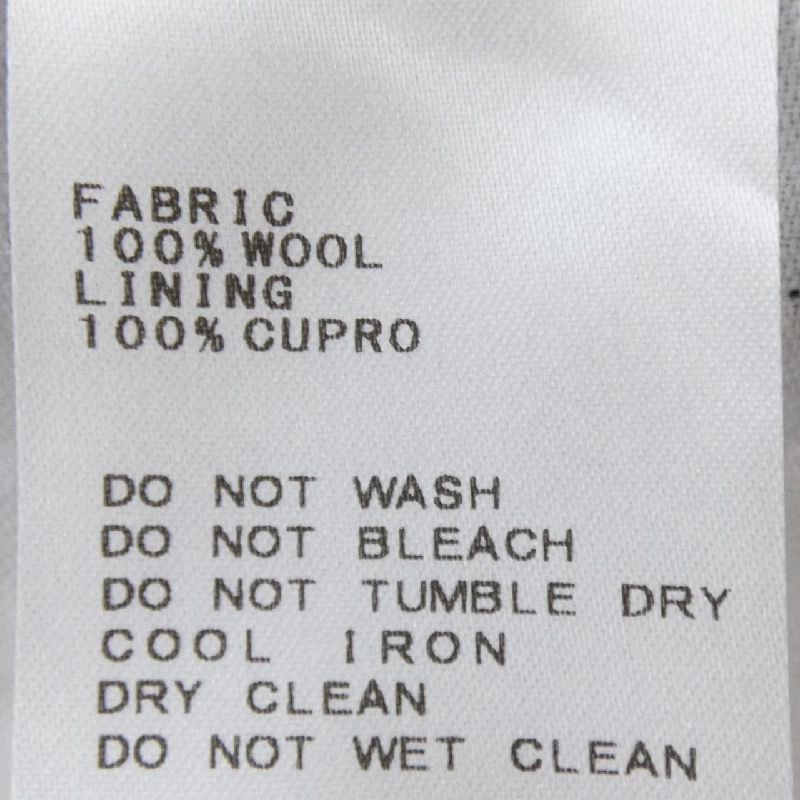 FABRIC
100% WOOL
LINING
100% CUPRO
DO NOT WASH
DO NOT BLEACH
DO NOT TUMBLE DRY
COOL IRON
DRY CLEAN
DO NOT WET CLEAN